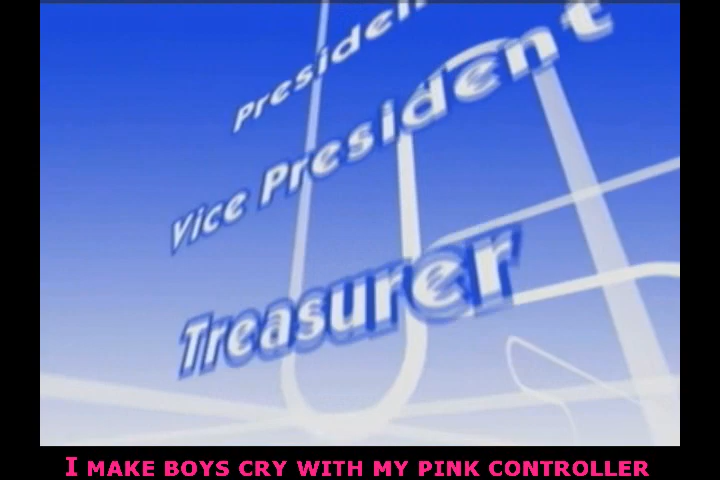 President
Vice President
Treasurer
I MAKE BOYS CRY WITH MY PINK CONTROLLER